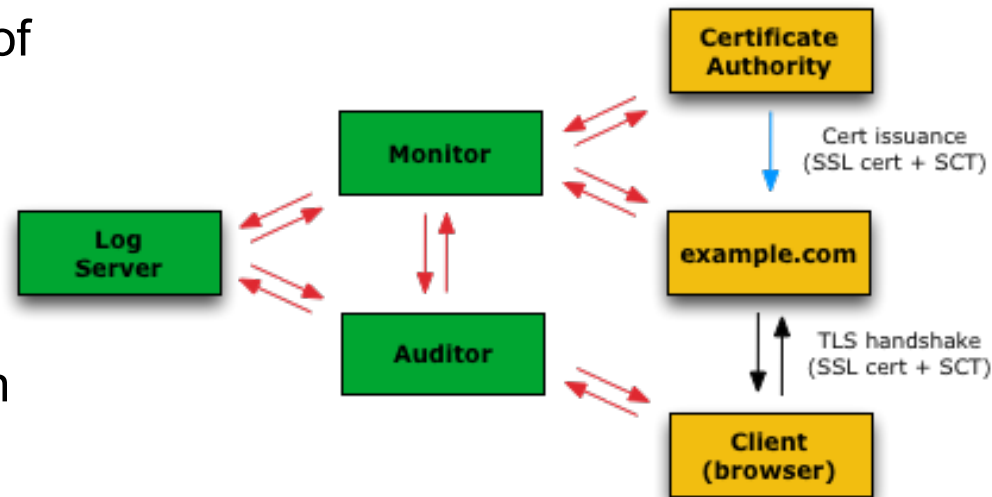 of
Certificate
Authority
Monitor
Cert issuance
(SSL cert + SCT)
Log
Server
example.com
Auditor
TLS handshake
(SSL cert + SCT)
Client
(browser)